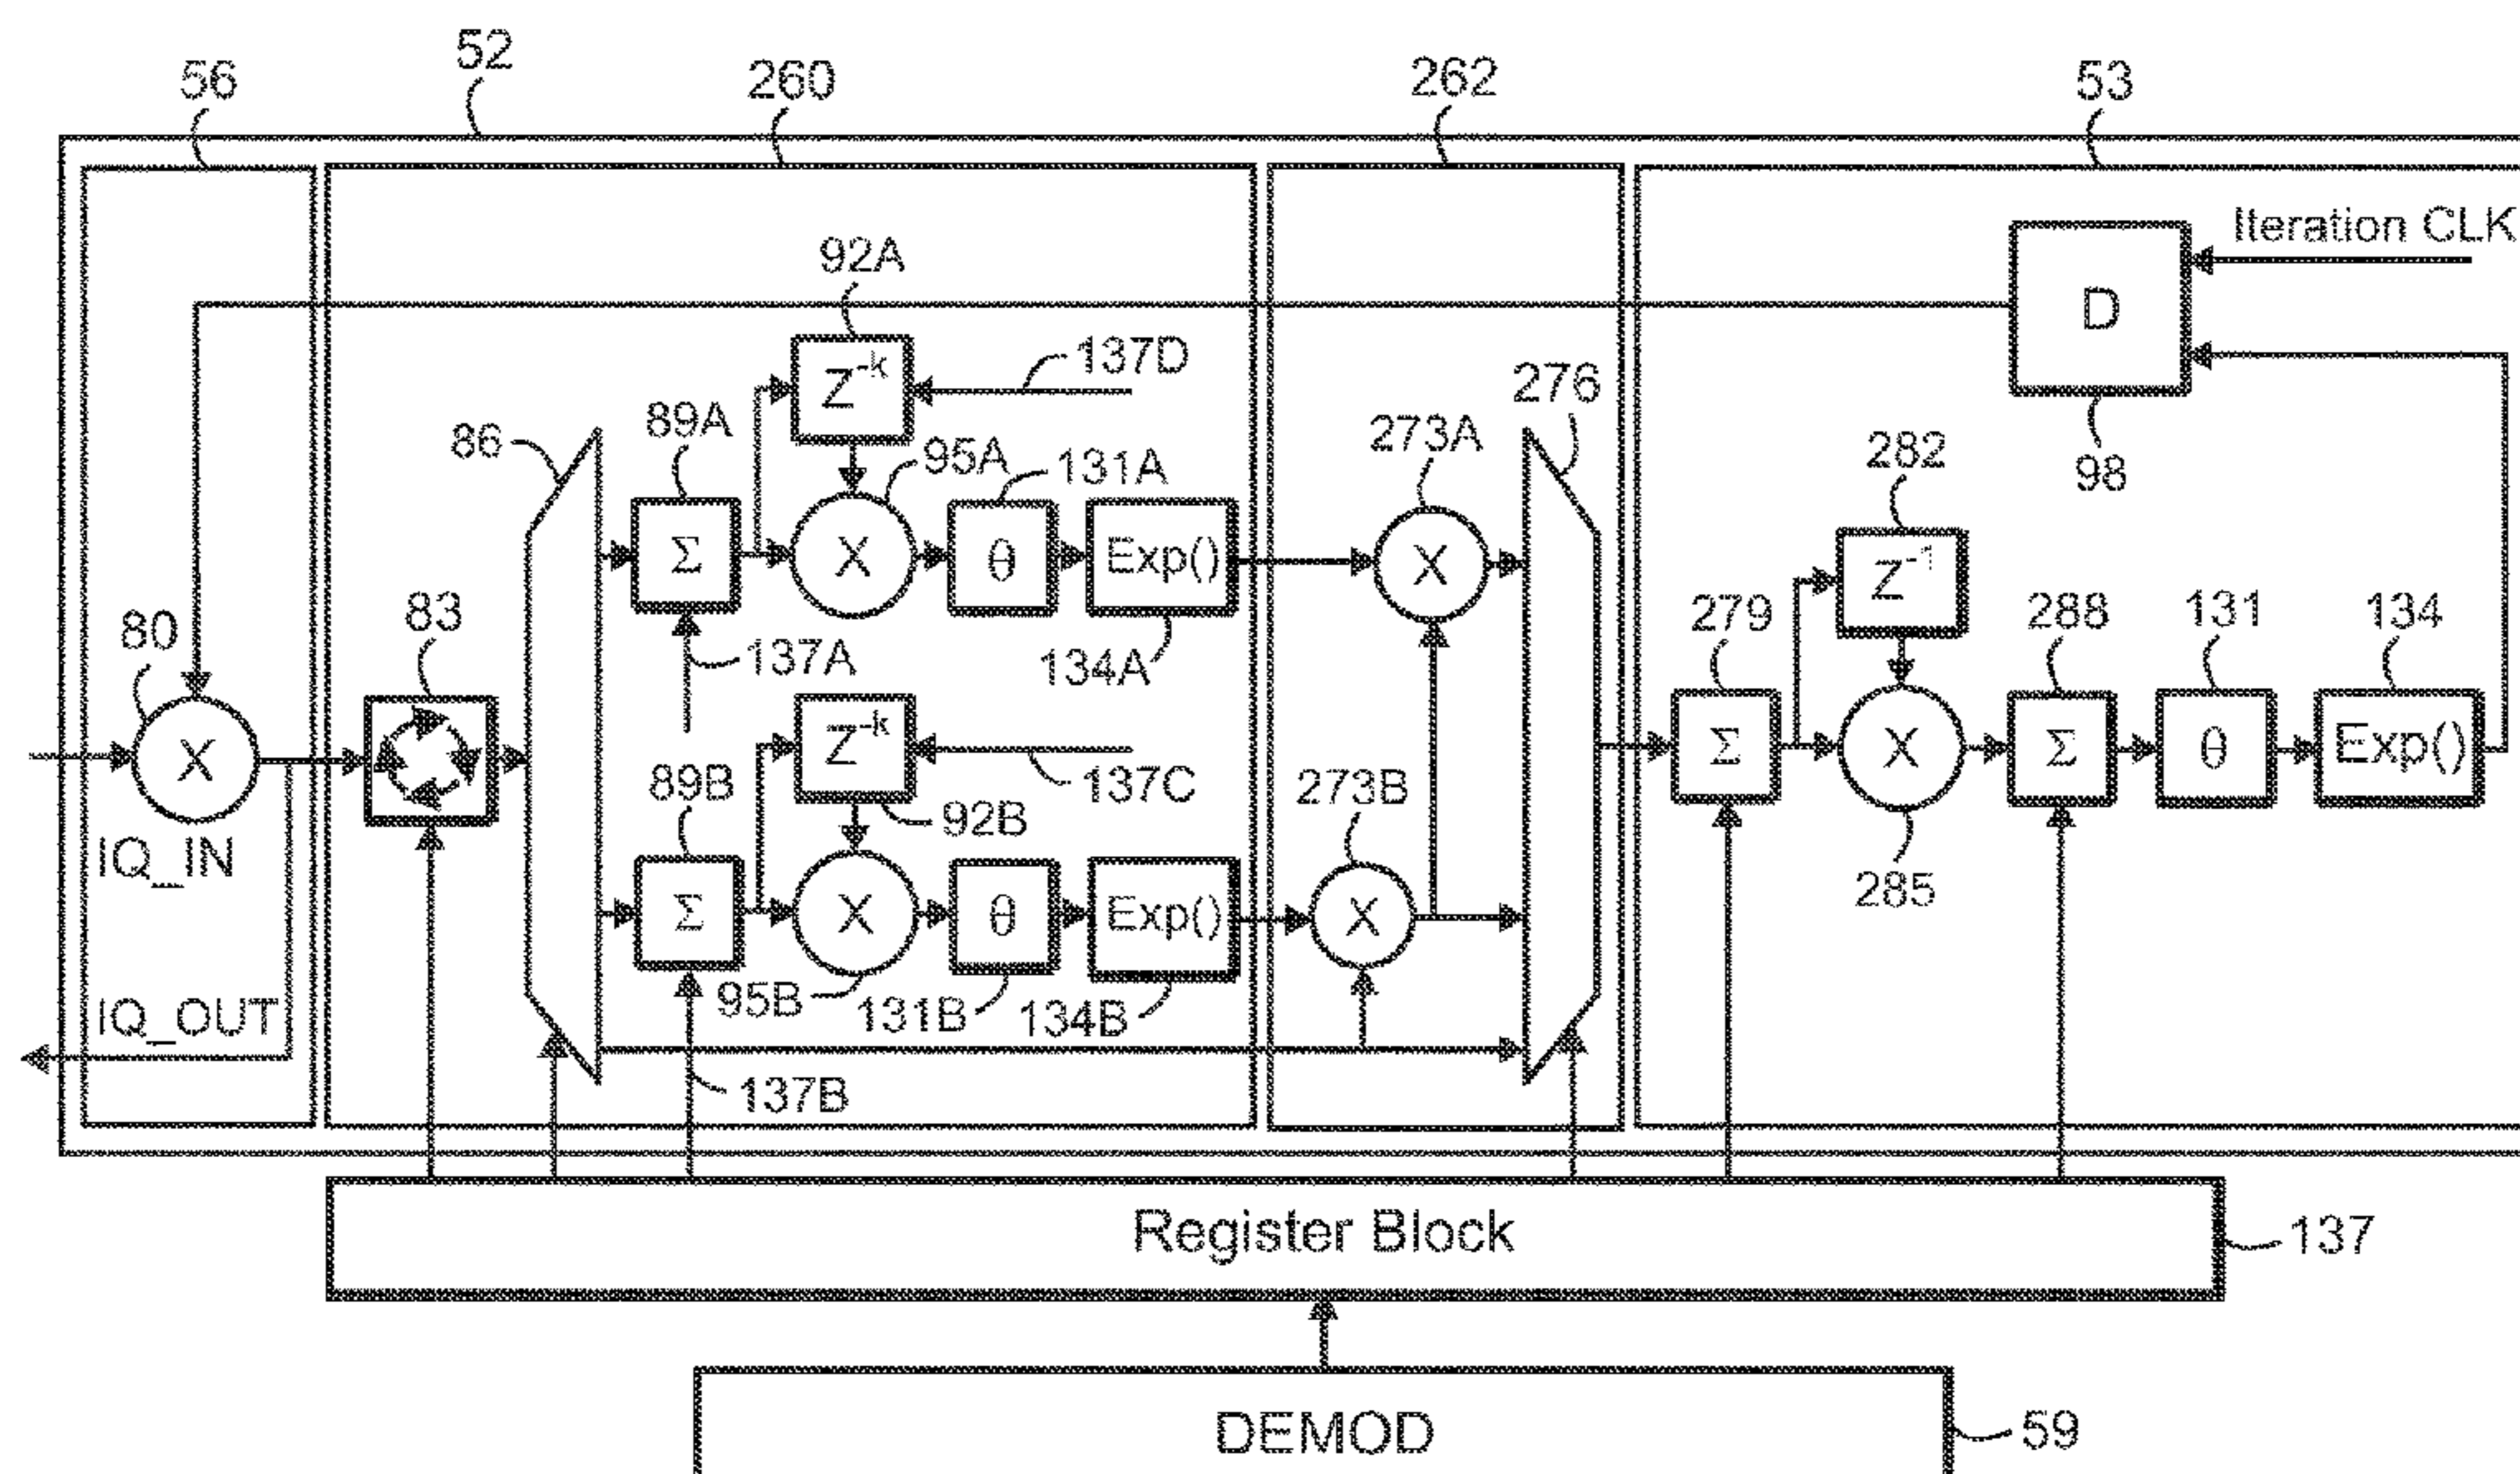 52
56
260
262
53
Iteration CLK
92A
D
Z-k
137D
276
86
89A
95A
131A
273A
282
98
Σ
X
θ
Exp()
X
Z-1
80
83
137A
134A
279
288
131
134
Z-k
X
89B
137C
273B
Σ
X
Σ
θ
Exp()
92B
IQ_IN
285
Σ
X
θ
Exp()
X
IQ_OUT
95B
131B
134B
137B
Register Block
137
DEMOD
59